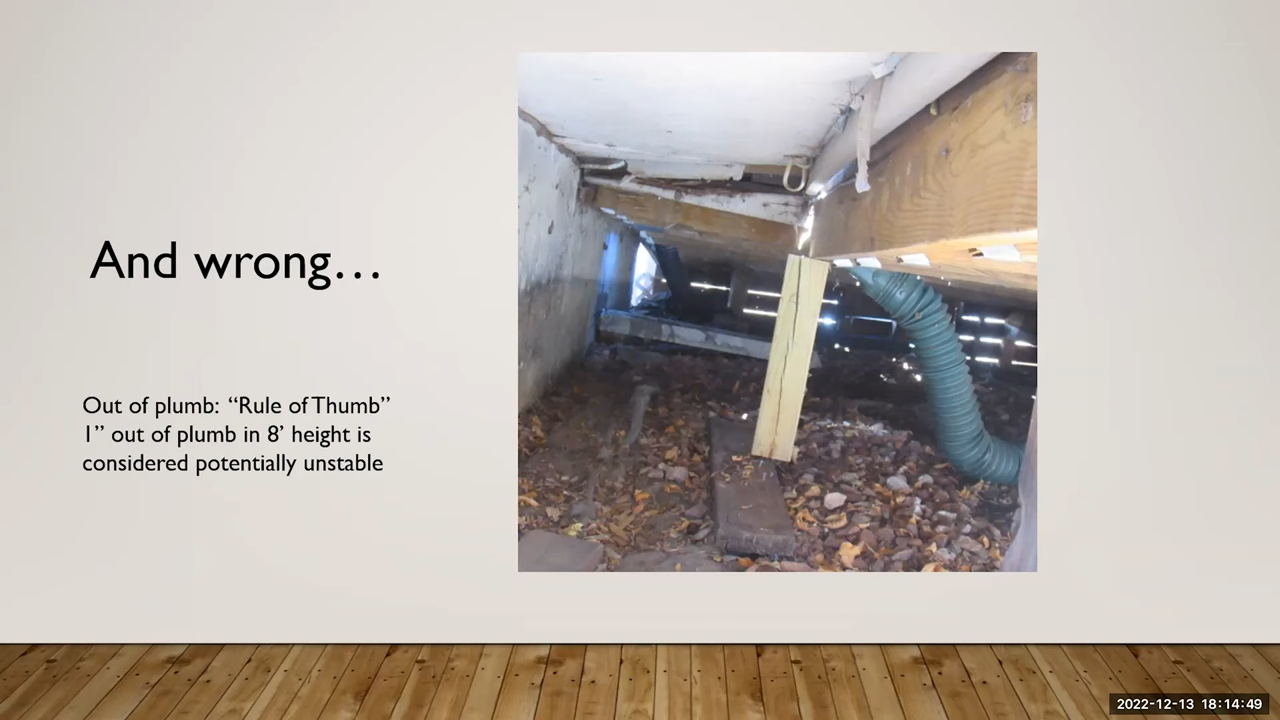 And wrong…
Out of plumb: “Rule of Thumb”
1” out of plumb in 8’ height is
considered potentially unstable
2022-12-13 18:14:49